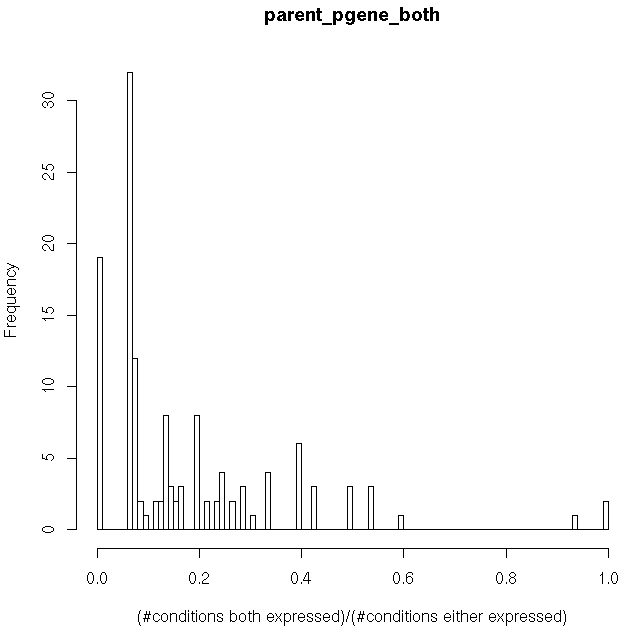 parent_pgene_both
Frequency
30
25
20
15
10
5
0
0.0 0.2 0.4 0.6 0.8 1.0
(#conditions both expressed)/(#conditions either expressed)